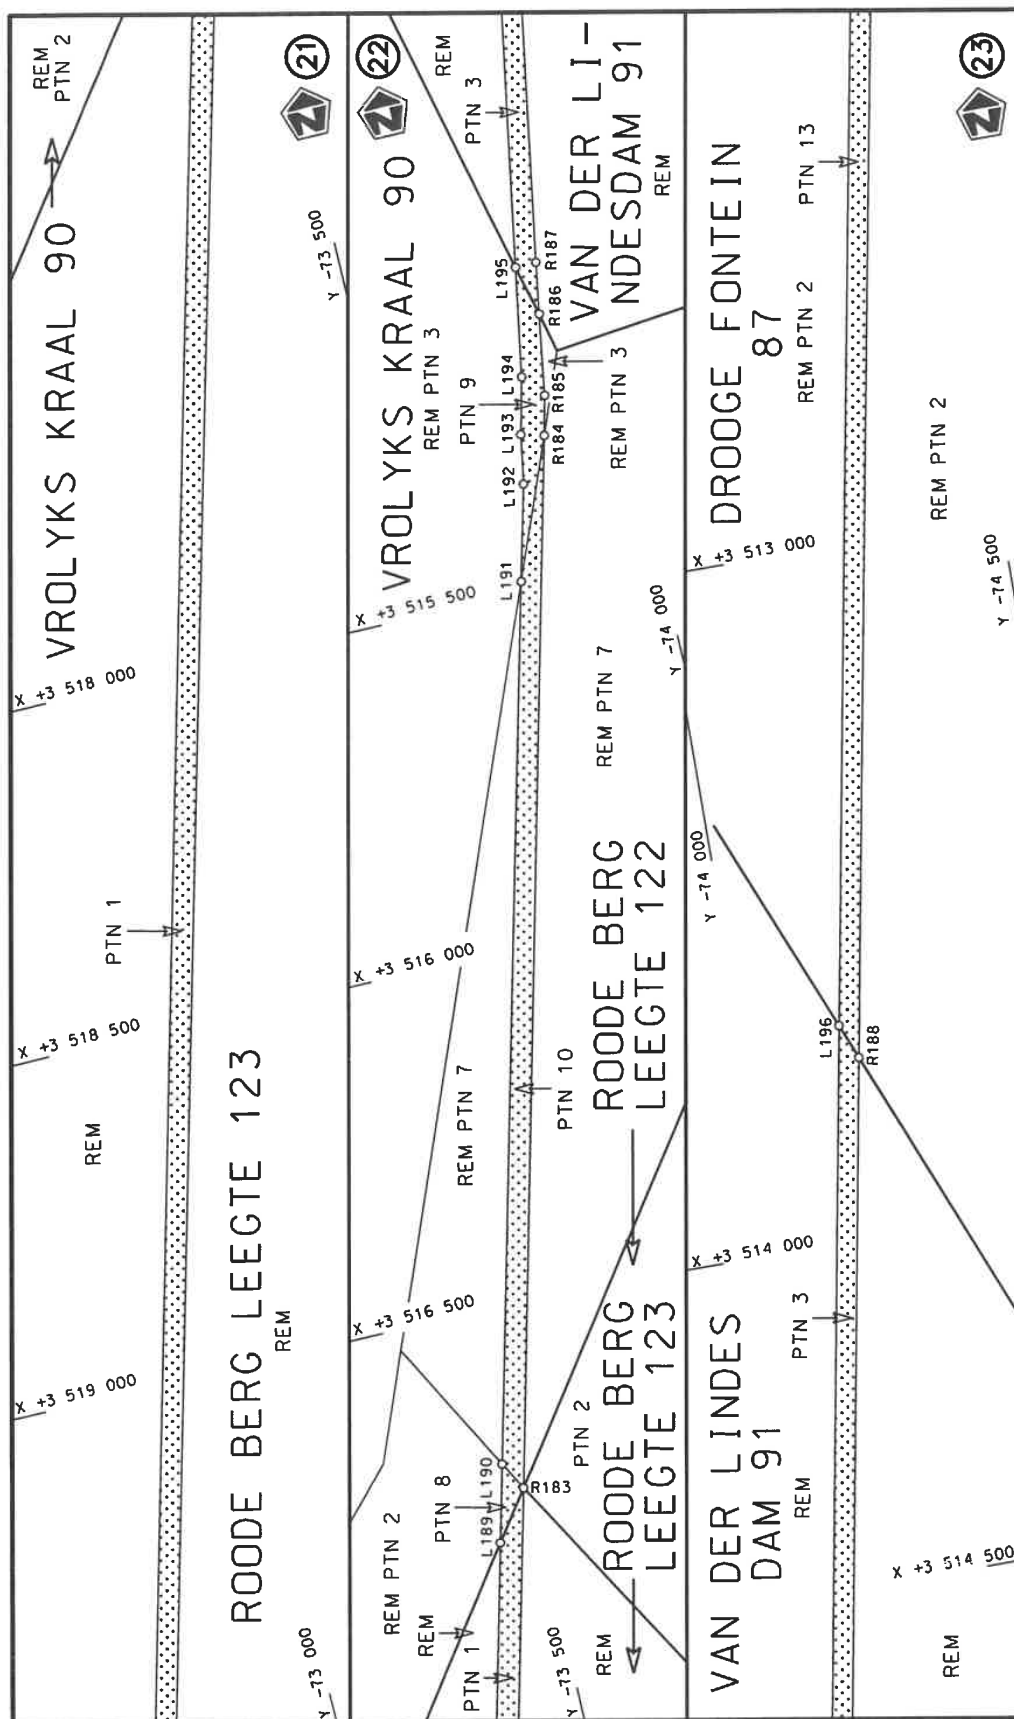 VROLYKS KRAAL 90
REM
PTN 2
21
X +3 518 000
Y -73 500
PTN 1
X +3 518 500
REM
ROODE BERG LEEGTE 123
REM
X +3 519 000
Y -73 000
22
VROLYKS KRAAL 90
REM PTN 3
PTN 9
REM
PTN 3
VAN DER LI-
NDESDAM 91
REM
L195
R187
R186
L194
R185
L193
R184
L192
L191
REM PTN 3
X +3 515 500
Y -74 000
REM PTN 7
X +3 516 000
ROODE BERG
LEEGTE 122
REM PTN 7
PTN 10
X +3 516 500
ROODE BERG
LEEGTE 123
PTN 2
L190
R183
L189
PTN 8
REM PTN 2
REM
PTN 1
Y -73 500
REM
23
DROOGE FONTEIN
87
PTN 13
REM PTN 2
REM PTN 2
X +3 513 000
Y -74 500
Y -74 000
L196
R188
X +3 514 000
PTN 3
VAN DER LINDES
DAM 91
REM
X +3 514 500
REM